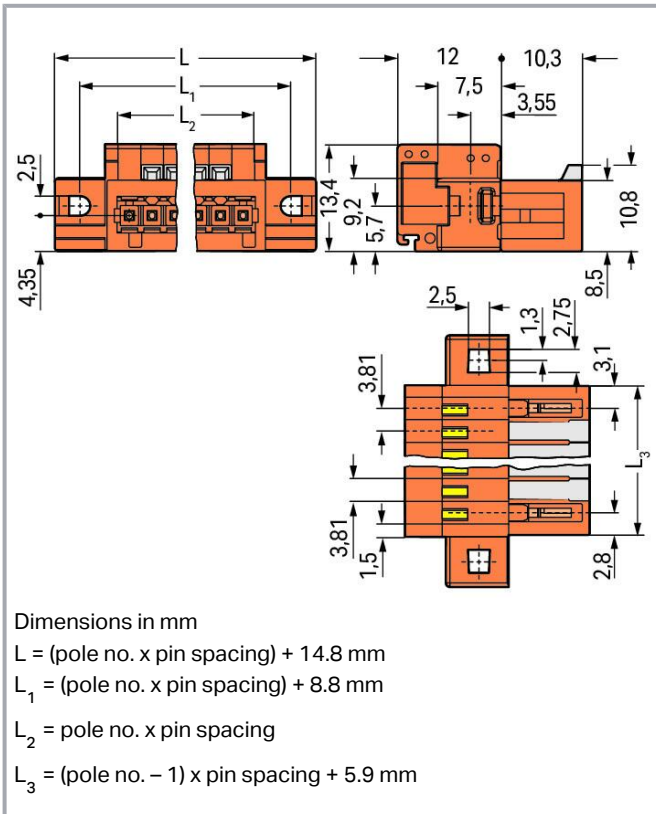 L
L1
L2
2,5
4,35
12
10,3
7,5
3,55
13,4
9,2
5,7
10,8
8,5
2,5
1,3
2,75
3,1
3,81
L3
3,81
1,5
2,8
Dimensions in mm
L = (pole no. x pin spacing) + 14.8 mm
L1 = (pole no. x pin spacing) + 8.8 mm
L2 = pole no. x pin spacing
L3 = (pole no. – 1) x pin spacing + 5.9 mm